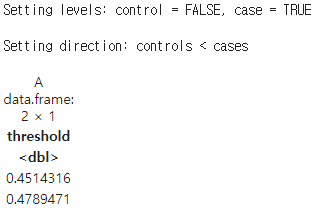 Setting levels: control = FALSE, case = TRUE
Setting direction: controls < cases
A
data.frame:
2 × 1
threshold
<dbl>
0.4514316
0.4789471